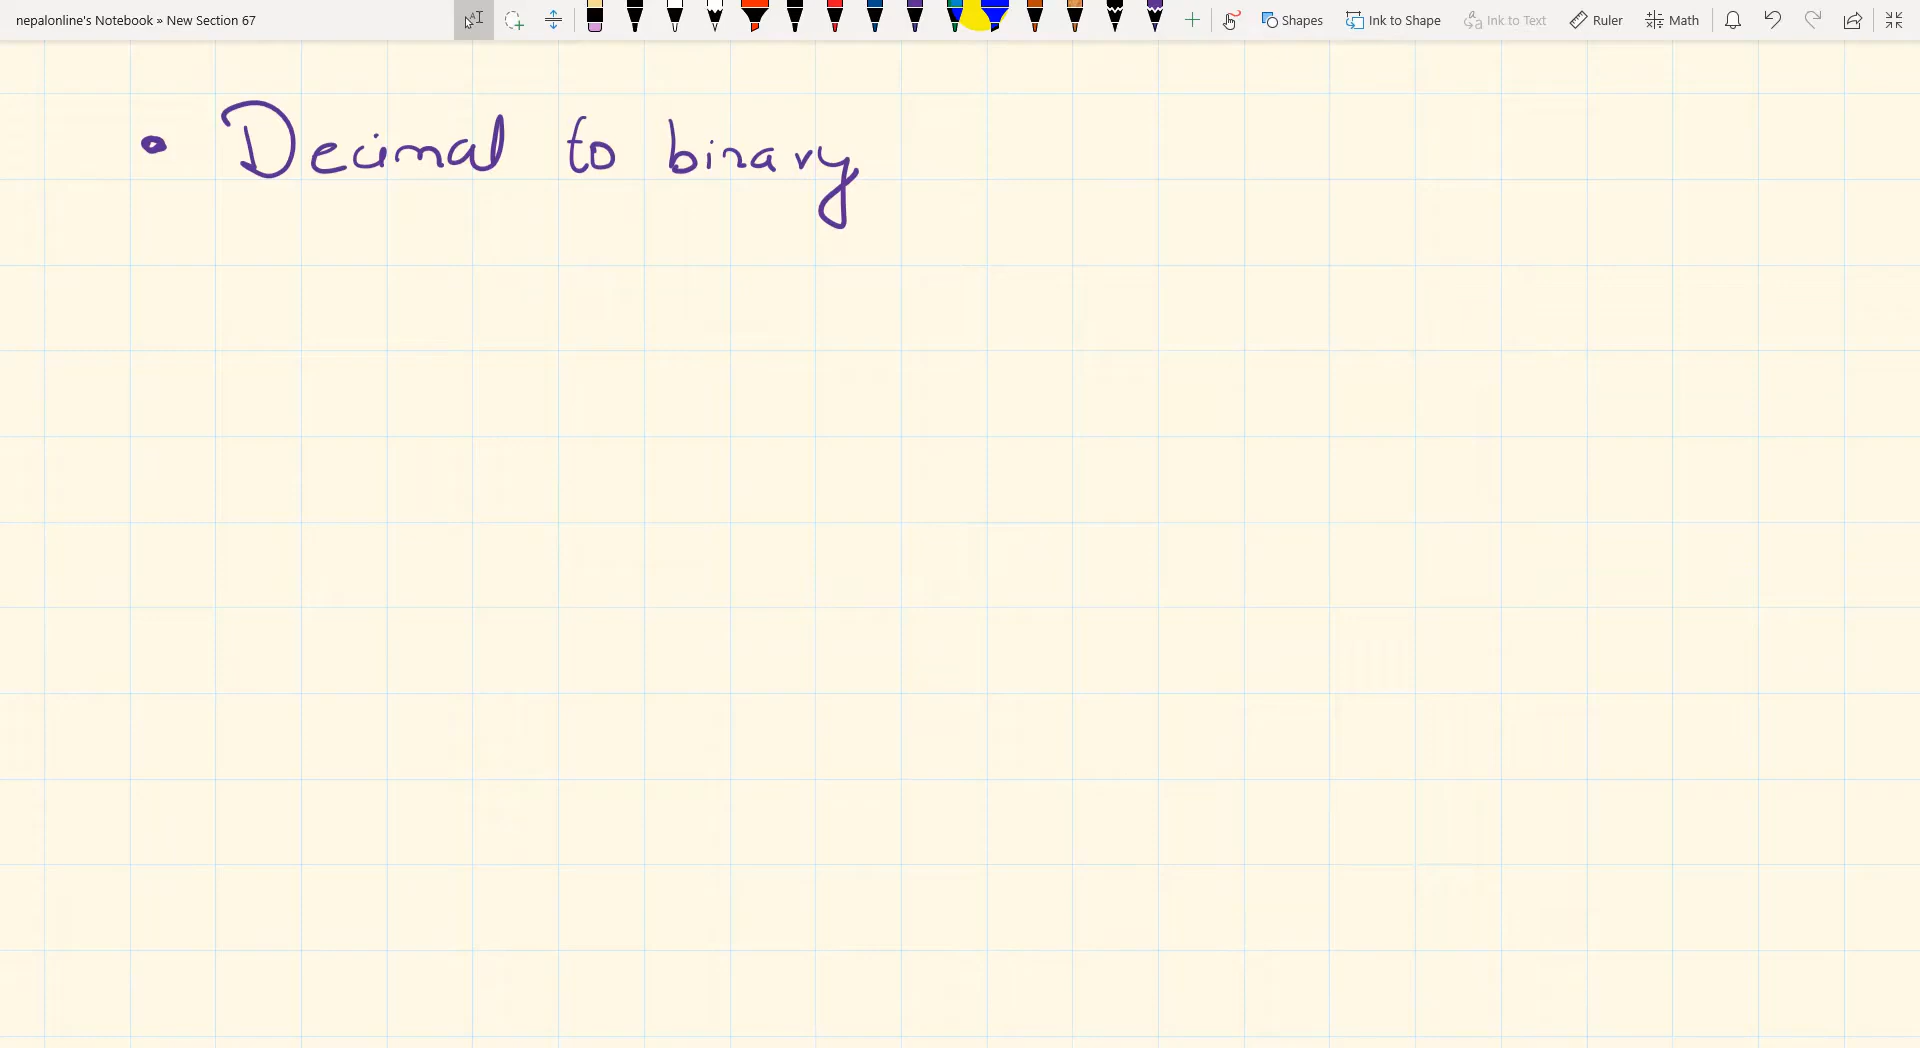 nepalonline's Notebook » New Section 67
Shapes
Ink to Shape
Ink to Text
Ruler
Math
• Decimal to binary